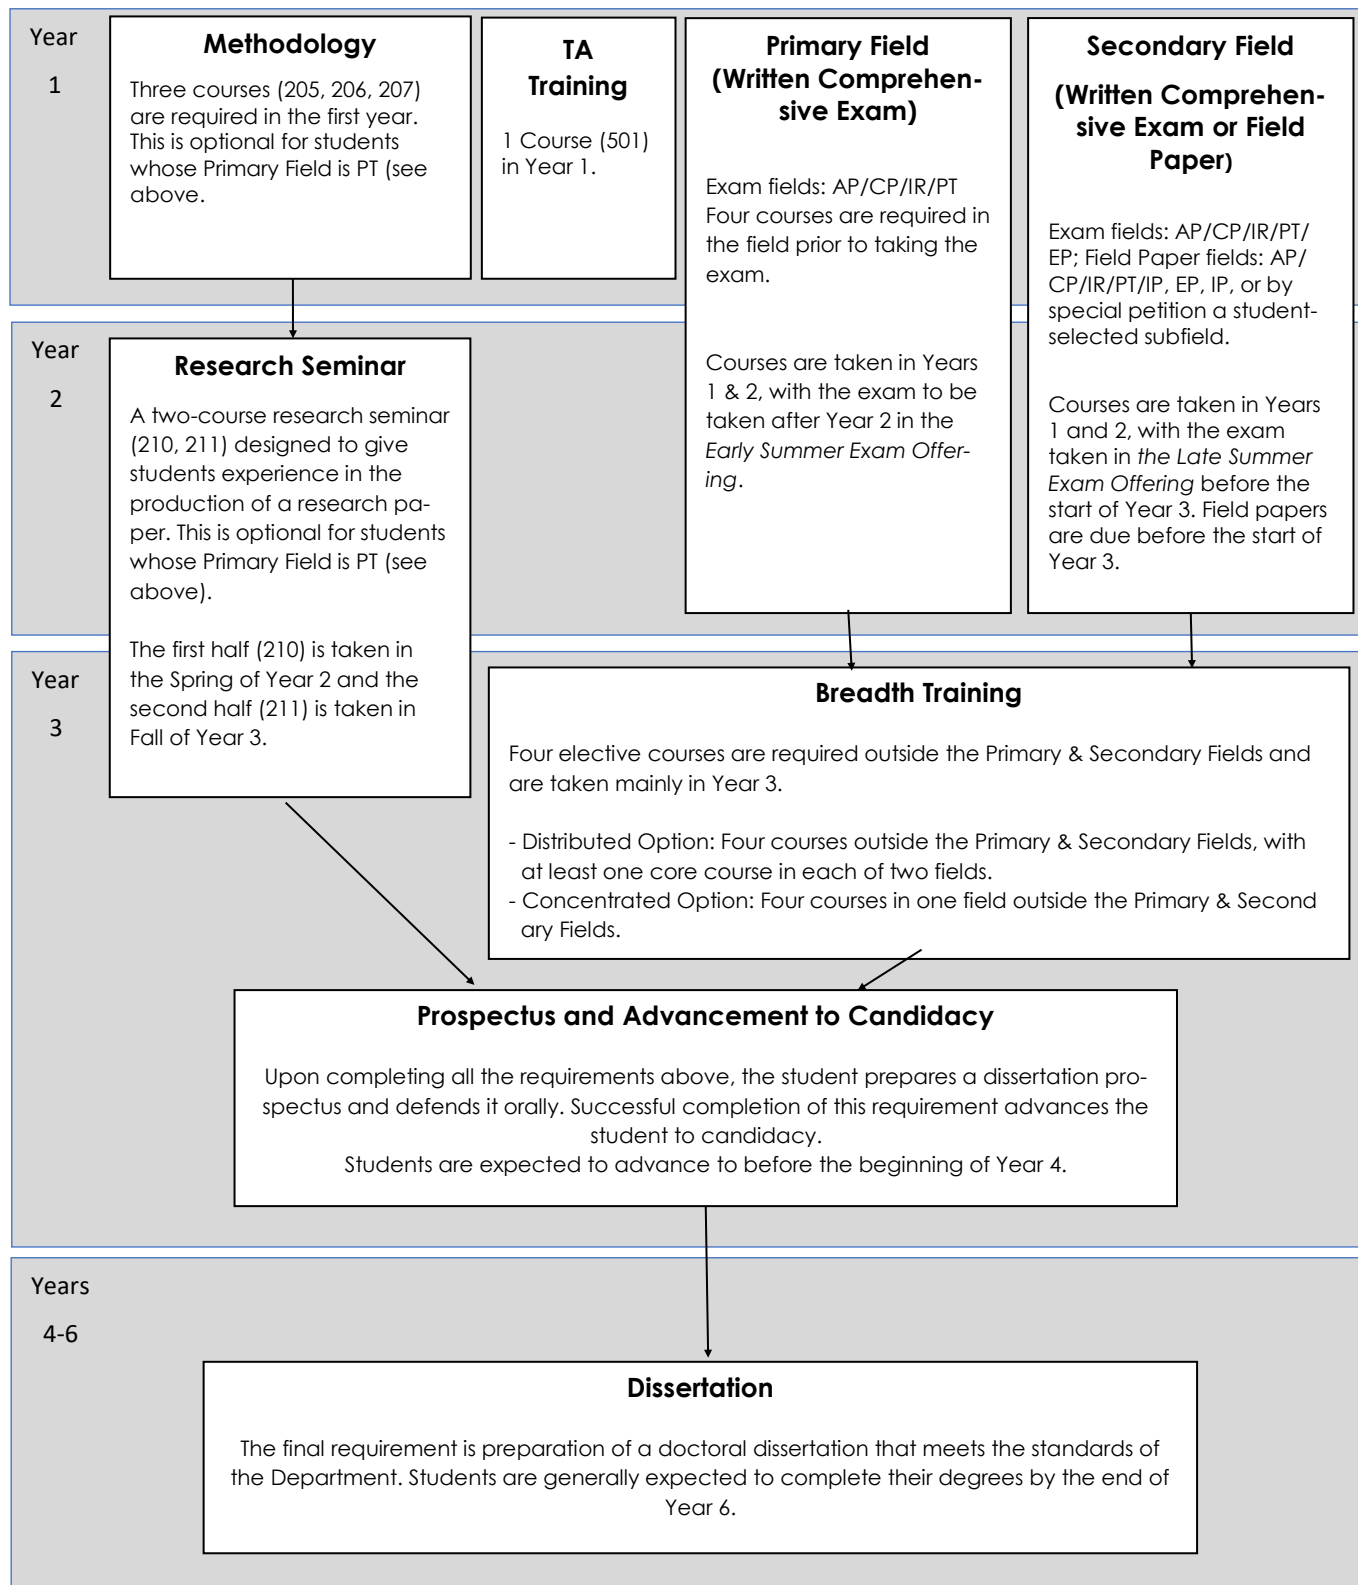 Year
1
Methodology
Three courses (205, 206, 207)
are required in the first year.
This is optional for students
whose Primary Field is PT (see
above.
TA
Training
1 Course (501)
in Year 1.
Primary Field
(Written Comprehen-
sive Exam)
Exam fields: AP/CP/IR/PT
Four courses are required in
the field prior to taking the
exam.
Courses are taken in Years
1 & 2, with the exam to be
taken after Year 2 in the
Early Summer Exam Offer-
ing.
Secondary Field
(Written Comprehen-
sive Exam or Field
Paper)
Exam fields: AP/CP/IR/PT/
EP; Field Paper fields: AP/
CP/IR/PT/IP, EP, IP, or by
special petition a student-
selected subfield.
Courses are taken in Years
1 and 2, with the exam
taken in the Late Summer
Exam Offering before the
start of Year 3. Field papers
are due before the start of
Year 3.
Year
2
Research Seminar
A two-course research seminar
(210, 211) designed to give
students experience in the
production of a research pa-
per. This is optional for students
whose Primary Field is PT (see
above).
The first half (210) is taken in
the Spring of Year 2 and the
second half (211) is taken in
Fall of Year 3.
Year
3
Breadth Training
Four elective courses are required outside the Primary & Secondary Fields and
are taken mainly in Year 3.
- Distributed Option: Four courses outside the Primary & Secondary Fields, with
at least one core course in each of two fields.
- Concentrated Option: Four courses in one field outside the Primary & Second
ary Fields.
Prospectus and Advancement to Candidacy
Upon completing all the requirements above, the student prepares a dissertation pro-
spectus and defends it orally. Successful completion of this requirement advances the
student to candidacy.
Students are expected to advance to before the beginning of Year 4.
Years
4-6
Dissertation
The final requirement is preparation of a doctoral dissertation that meets the standards of
the Department. Students are generally expected to complete their degrees by the end of
Year 6.